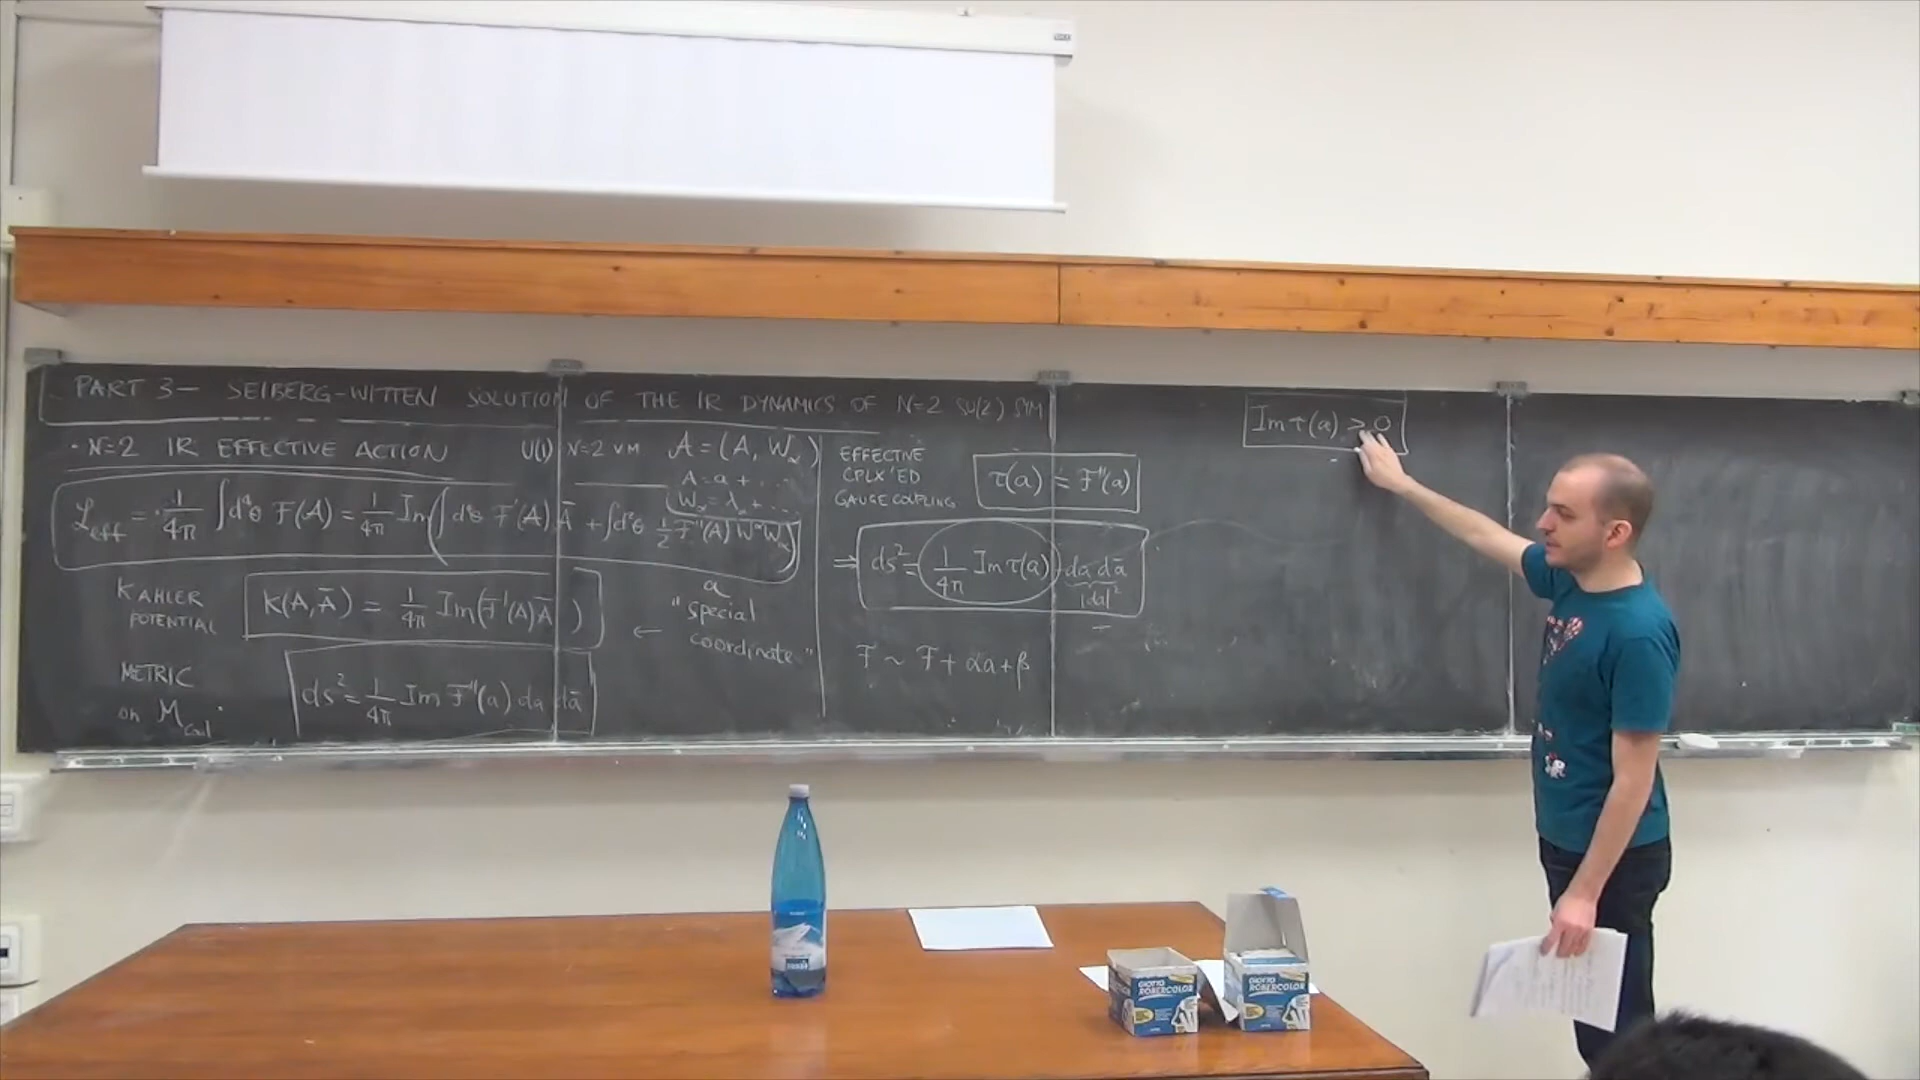 PART 3 – SEIBERG-WITTEN SOLUTION OF THE IR DYNAMICS OF N=2 SU(2) SYM
· N=2 IR EFFECTIVE ACTION
U(1) N=2 VM 𝒜 = (A, W_α)
A = a + ...
W_α = λ_α + ...
ℒ_eff = 1/4π ∫d⁴θ F(𝒜) = 1/4π Im(∫d⁴θ F'(A) Ā + ∫d²θ 1/2 F''(A) W^α W_α)
KAHLER POTENTIAL
K(A,Ā) = 1/4π Im(F'(A)Ā)
METRIC
on M_Coul
ds² = 1/4π Im F''(a) da dā
← a
"special
coordinate"
EFFECTIVE
CPLX'ED
GAUGE COUPLING
τ(a) = F''(a)
⇒ ds² = 1/4π Im τ(a) da dā
|da|²
F ~ F + αa + β
Im τ(a) > 0
GIOTTO
ROBERCOLOR
GIOTTO
ROBERCOLOR